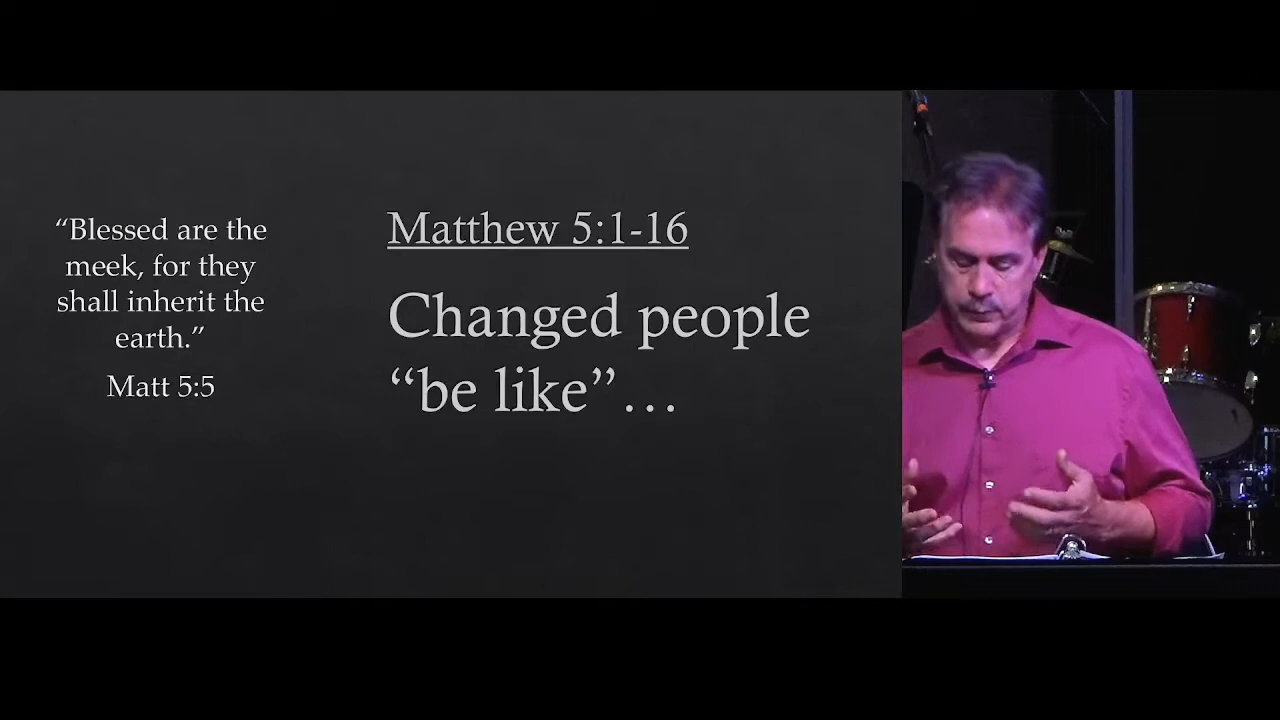 “Blessed are the
meek, for they
shall inherit the
earth.”
Matt 5:5
Matthew 5:1-16
Changed people
“be like”…